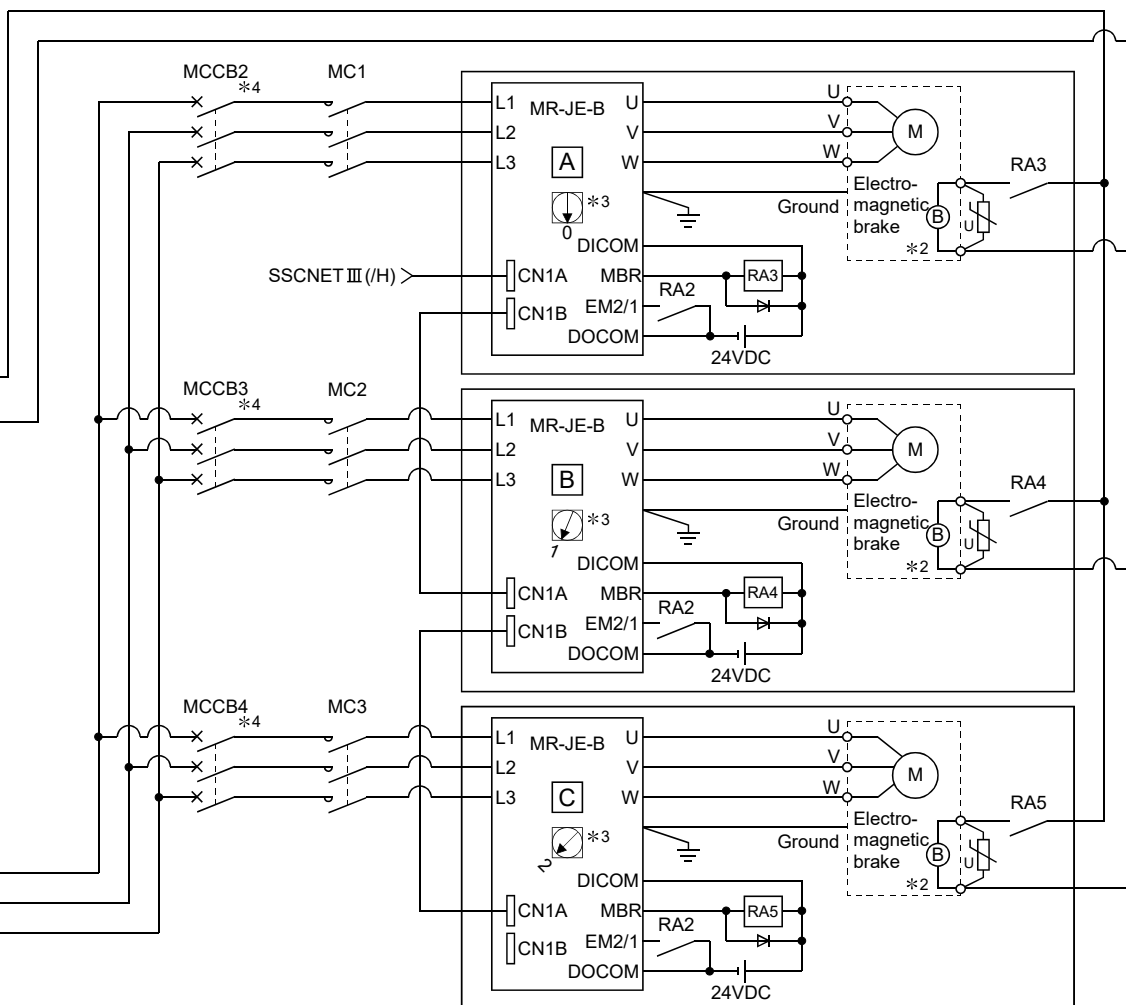 MCCB2
*4
MC1
L1
MR-JE-B
U
U
L2
V
V
M
L3
A
W
W
RA3
*3
0
Ground
Electro-
magnetic
brake
*2
B
U
DICOM
SSCNETⅢ(/H)
CN1A
MBR
RA3
CN1B
EM2/1
RA2
DOCOM
24VDC
MCCB3
*4
MC2
L1
MR-JE-B
U
U
L2
V
V
M
L3
B
W
W
RA4
*3
1
Ground
Electro-
magnetic
brake
*2
B
U
DICOM
CN1A
MBR
RA4
CN1B
EM2/1
RA2
DOCOM
24VDC
MCCB4
*4
MC3
L1
MR-JE-B
U
U
L2
V
V
M
L3
C
W
W
RA5
*3
2
Ground
Electro-
magnetic
brake
*2
B
U
DICOM
CN1A
MBR
RA5
CN1B
EM2/1
RA2
DOCOM
24VDC